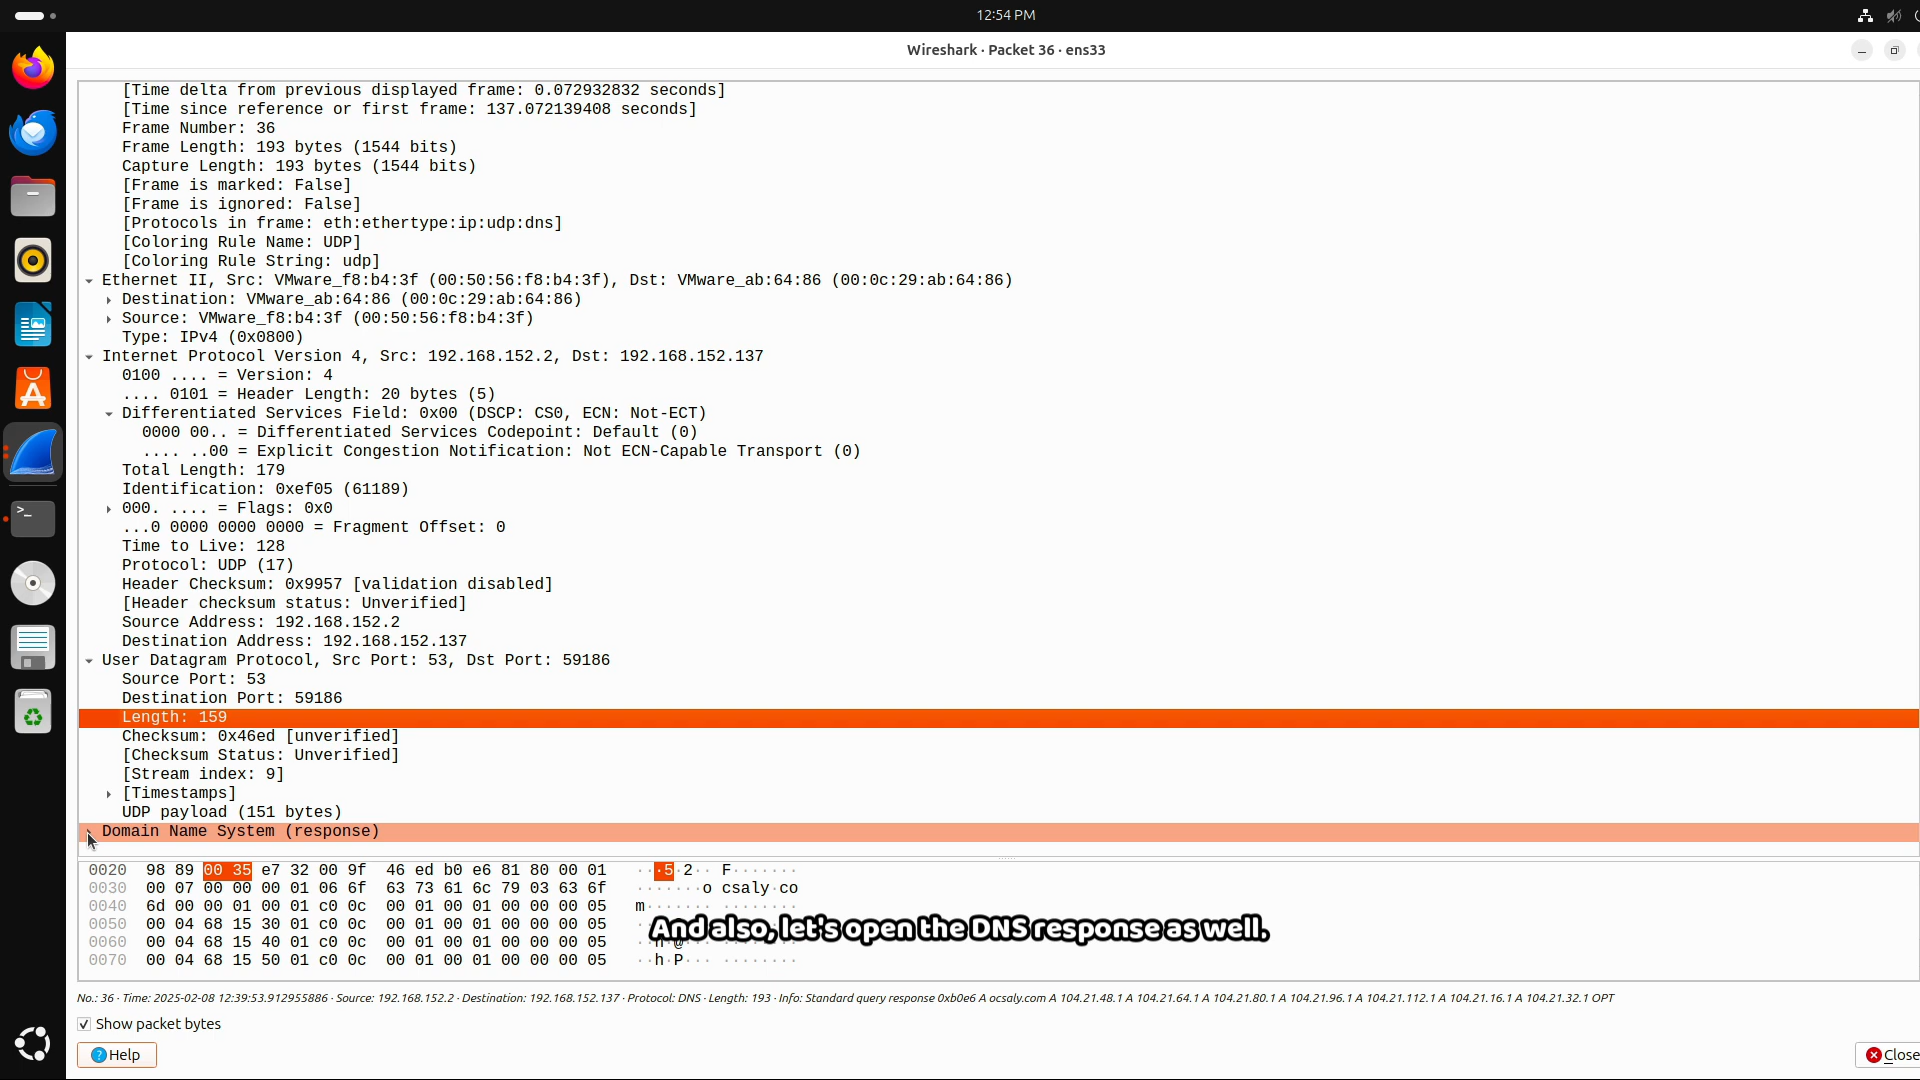 12:54 PM
Wireshark · Packet 36 · ens33
[Time delta from previous displayed frame: 0.072932832 seconds]
[Time since reference or first frame: 137.072139408 seconds]
Frame Number: 36
Frame Length: 193 bytes (1544 bits)
Capture Length: 193 bytes (1544 bits)
[Frame is marked: False]
[Frame is ignored: False]
[Protocols in frame: eth:ethertype:ip:udp:dns]
[Coloring Rule Name: UDP]
[Coloring Rule String: udp]
Ethernet II, Src: VMware_f8:b4:3f (00:50:56:f8:b4:3f), Dst: VMware_ab:64:86 (00:0c:29:ab:64:86)
Destination: VMware_ab:64:86 (00:0c:29:ab:64:86)
Source: VMware_f8:b4:3f (00:50:56:f8:b4:3f)
Type: IPv4 (0x0800)
Internet Protocol Version 4, Src: 192.168.152.2, Dst: 192.168.152.137
0100 .... = Version: 4
.... 0101 = Header Length: 20 bytes (5)
Differentiated Services Field: 0x00 (DSCP: CS0, ECN: Not-ECT)
0000 00.. = Differentiated Services Codepoint: Default (0)
.... ..00 = Explicit Congestion Notification: Not ECN-Capable Transport (0)
Total Length: 179
Identification: 0xef05 (61189)
000. .... = Flags: 0x0
...0 0000 0000 0000 = Fragment Offset: 0
Time to Live: 128
Protocol: UDP (17)
Header Checksum: 0x9957 [validation disabled]
[Header checksum status: Unverified]
Source Address: 192.168.152.2
Destination Address: 192.168.152.137
User Datagram Protocol, Src Port: 53, Dst Port: 59186
Source Port: 53
Destination Port: 59186
Length: 159
Checksum: 0x46ed [unverified]
[Checksum Status: Unverified]
[Stream index: 9]
[Timestamps]
UDP payload (151 bytes)
Domain Name System (response)
0020 98 89 00 35 e7 32 00 9f 46 ed b0 e6 81 80 00 01 ···5·2·· F·······
0030 00 07 00 00 00 01 06 6f 63 73 61 6c 79 03 63 6f ·······o csaly·co
0040 6d 00 00 01 00 01 c0 0c 00 01 00 01 00 00 00 05 m······· ········
0050 00 04 68 15 30 01 c0 0c 00 01 00 01 00 00 00 05
0060 00 04 68 15 40 01 c0 0c 00 01 00 01 00 00 00 05
0070 00 04 68 15 50 01 c0 0c 00 01 00 01 00 00 00 05 ··h·P··· ········
And also, let's open the DNS response as well.
No.: 36 · Time: 2025-02-08 12:39:53.912955886 · Source: 192.168.152.2 · Destination: 192.168.152.137 · Protocol: DNS · Length: 193 · Info: Standard query response 0xb0e6 A ocsaly.com A 104.21.48.1 A 104.21.64.1 A 104.21.80.1 A 104.21.96.1 A 104.21.112.1 A 104.21.16.1 A 104.21.32.1 OPT
Show packet bytes
Help
Close